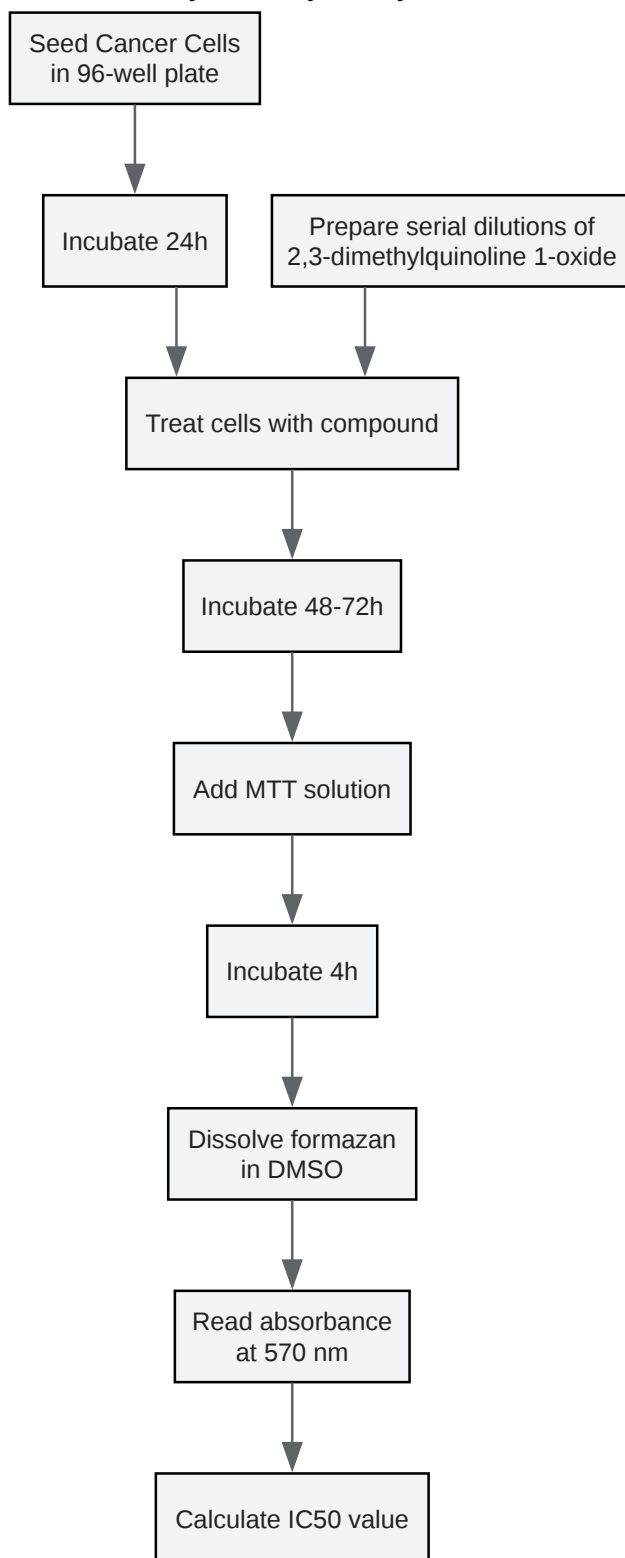 Seed Cancer Cells
in 96-well plate
Incubate 24h
Prepare serial dilutions of
2,3-dimethylquinoline 1-oxide
Treat cells with compound
Incubate 48-72h
Add MTT solution
Incubate 4h
Dissolve formazan
in DMSO
Read absorbance
at 570 nm
Calculate IC50 value